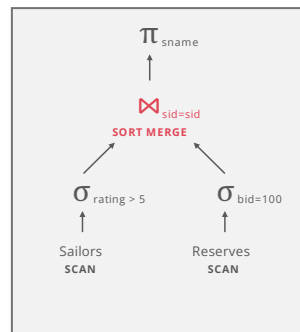 π sname
⋈ sid=sid
SORT MERGE
σ rating > 5
σ bid=100
Sailors
SCAN
Reserves
SCAN